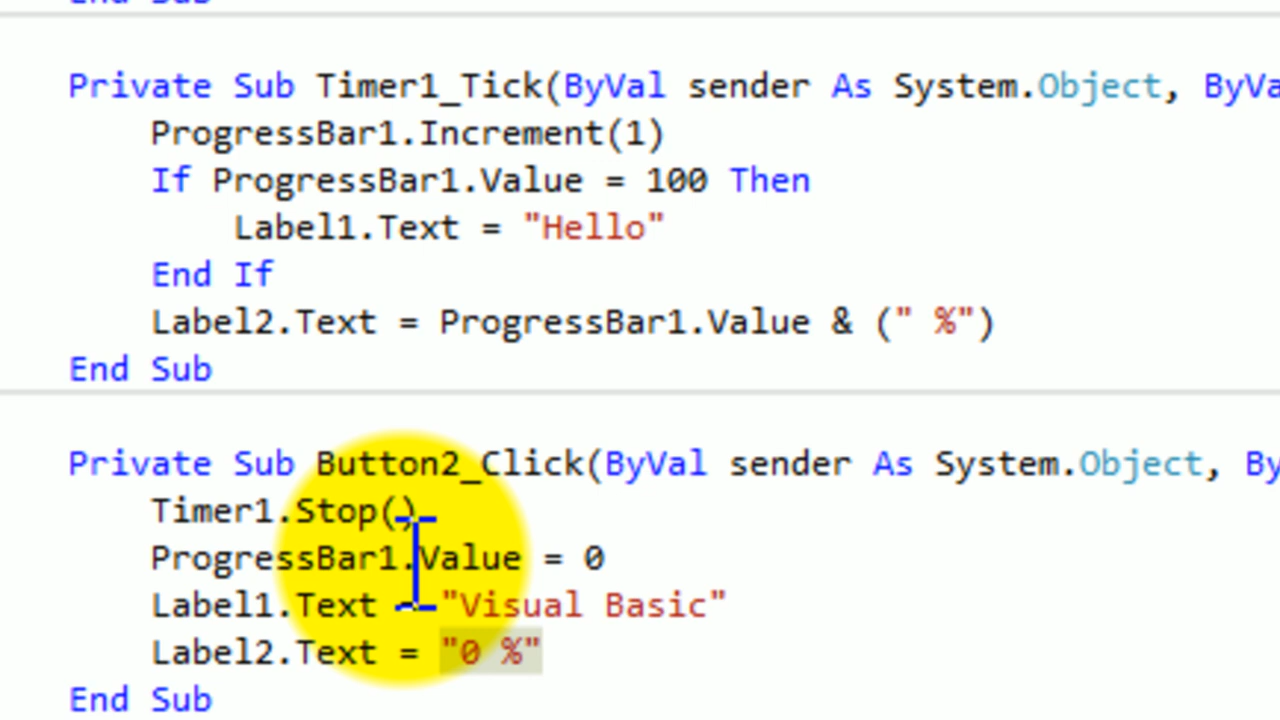 End Sub
Private Sub Timer1_Tick(ByVal sender As System.Object, ByVa
ProgressBar1.Increment(1)
If ProgressBar1.Value = 100 Then
Label1.Text = "Hello"
End If
Label2.Text = ProgressBar1.Value & (" %")
End Sub
Private Sub Button2_Click(ByVal sender As System.Object, By
Timer1.Stop()
ProgressBar1.Value = 0
Label1.Text = "Visual Basic"
Label2.Text = "0 %"
End Sub